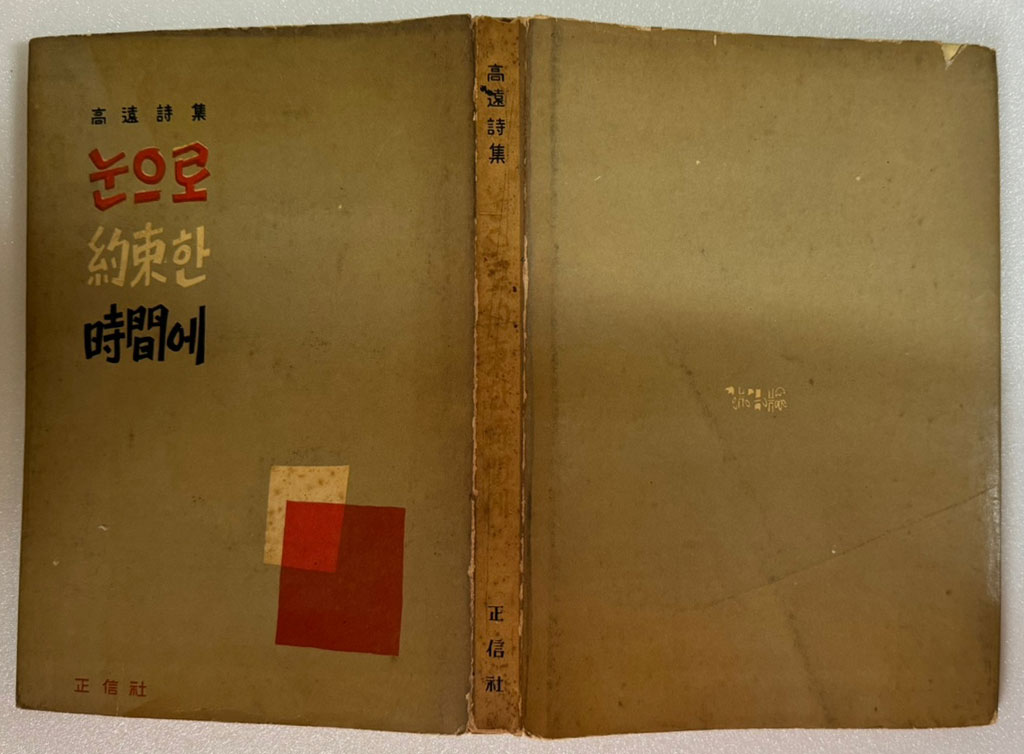 高遠詩集
눈으로
約束한
時間에
正信社
高遠詩集
正信社